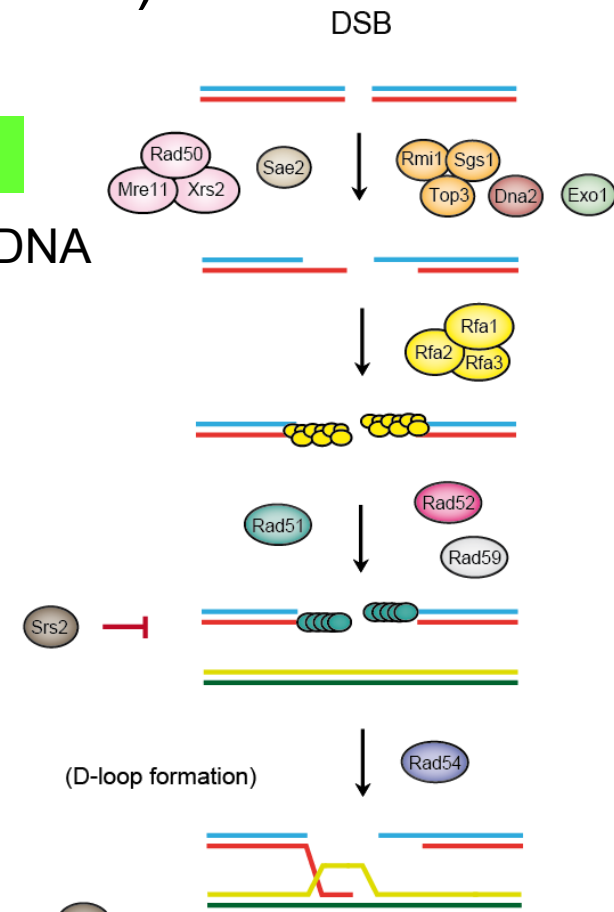 DSB
Rad50
Mre11 Xrs2
Sae2
Rmi1 Sgs1
Top3
Dna2
Exo1
DNA
Rfa1
Rfa2
Rfa3
Rad52
Rad51
Rad59
Srs2
Rad54
(D-loop formation)